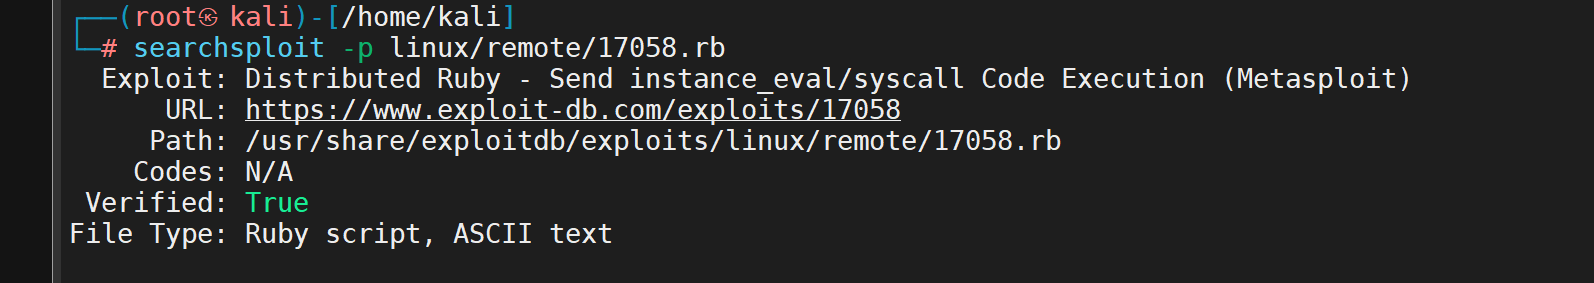 ┌──(root㉿kali)-[/home/kali]
└─# searchsploit -p linux/remote/17058.rb
  Exploit: Distributed Ruby - Send instance_eval/syscall Code Execution (Metasploit)
      URL: https://www.exploit-db.com/exploits/17058
     Path: /usr/share/exploitdb/exploits/linux/remote/17058.rb
    Codes: N/A
 Verified: True
File Type: Ruby script, ASCII text